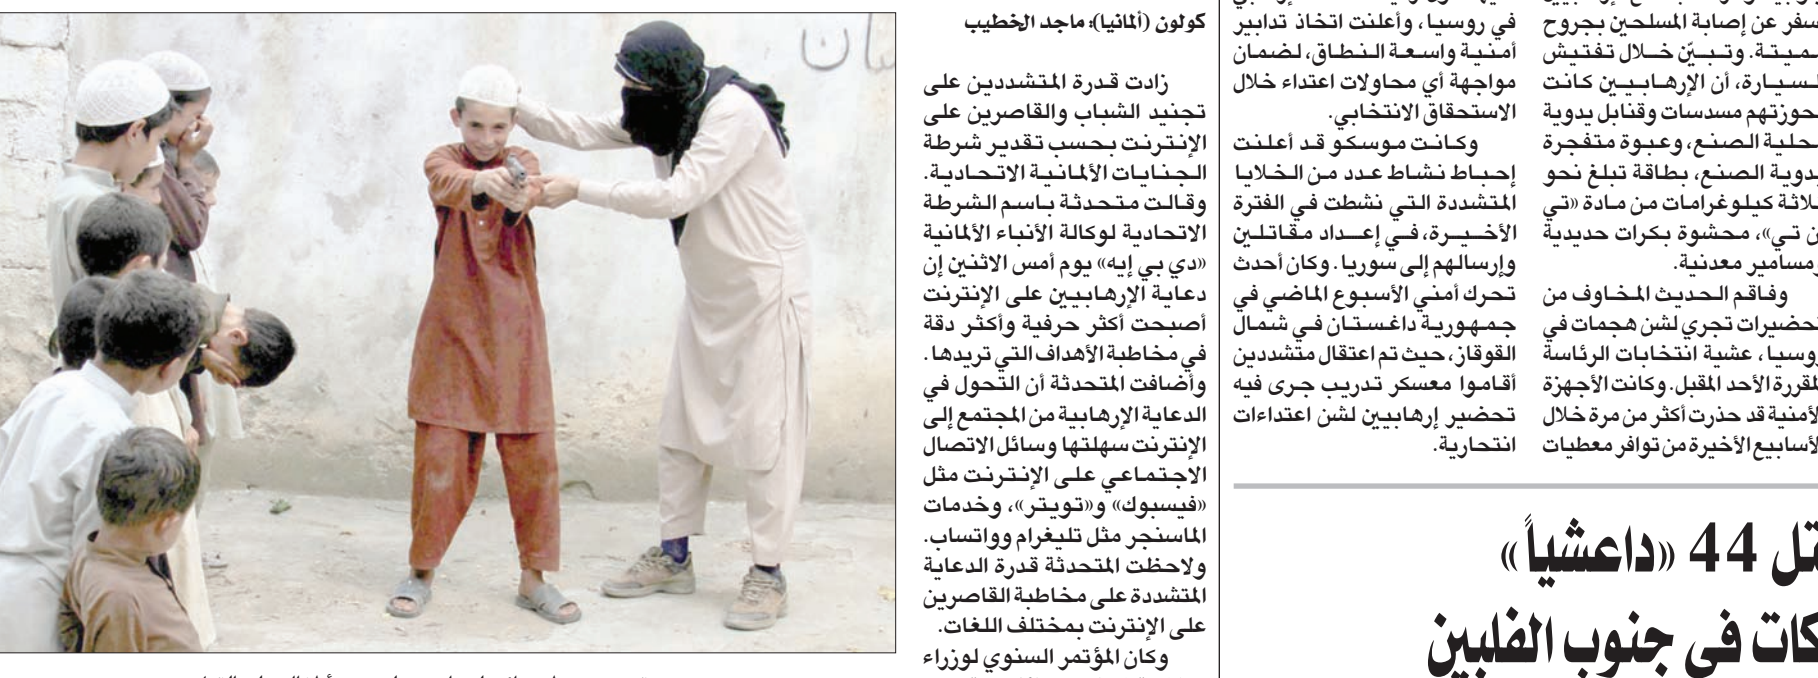 سفر عن إصابة المسلحين بجروح
وتبيّن خلال تفتيش
أن الإرهابيين كانت
مسدسات وقنابل يدوية
الصنع، وعبوة متفجرة
يدوية الصنع، بطاقة تبلغ نحو
كيلوغرامات من مادة «تي
تي»، محشوة بكرات حديدية
مسامير معدنية.
وفاقم الحديث المخاوف من
تحضيرات تجري لشن هجمات في
عشية انتخابات الرئاسة
المقررة الأحد المقبل. وكانت الأجهزة
الأمنية قد حذرت أكثر من مرة خلال
الأسابيع الأخيرة من توافر معطيات
في روسيا، وأعلنت اتخاذ تدابير
أمنية واسعة النطاق، لضمان
مواجهة أي محاولات اعتداء خلال
الاستحقاق الانتخابي.
وكانت موسكو قد أعلنت
إحباط نشاط عدد من الخلايا
المتشددة التي نشطت في الفترة
الأخيرة، في إعداد مقاتلين
وإرسالهم إلى سوريا. وكان أحدث
تحرك أمني الأسبوع الماضي في
جمهورية داغستان في شمال
القوقاز، حيث تم اعتقال متشددين
أقاموا معسكر تدريب جرى فيه
تحضير إرهابيين لشن اعتداءات
انتحارية.
44 «داعشياً»
في جنوب الفلبين
كولون (ألمانيا): ماجد الخطيب
زادت قدرة المتشددين على
تجنيد الشباب والقاصرين على
الإنترنت بحسب تقدير شرطة
الجنايات الألمانية الاتحادية.
وقالت متحدثة باسم الشرطة
الاتحادية لوكالة الأنباء الألمانية
«دي بي إيه» يوم أمس الاثنين إن
دعاية الإرهابيين على الإنترنت
أصبحت أكثر حرفية وأكثر دقة
في مخاطبة الأهداف التي تريدها.
وأضافت المتحدثة أن التحول في
الدعاية الإرهابية من المجتمع إلى
الإنترنت سهلتها وسائل الاتصال
الاجتماعي على الإنترنت مثل
«فيسبوك» و«تويتر»، وخدمات
الماسنجر مثل تليغرام وواتساب.
ولاحظت المتحدثة قدرة الدعاية
المتشددة على مخاطبة القاصرين
على الإنترنت بمختلف اللغات.
وكان المؤتمر السنوي لوزراء